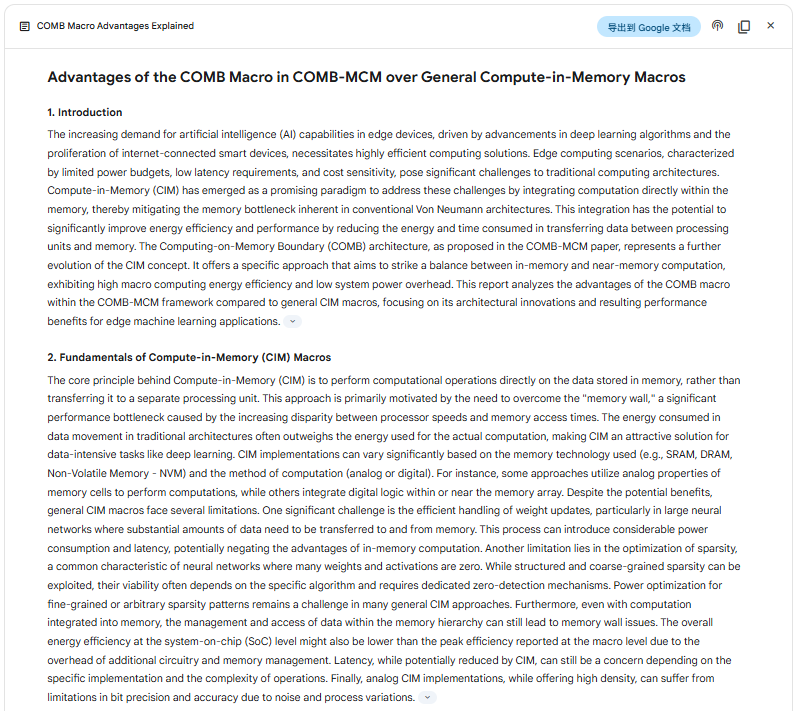 COMB Macro Advantages Explained
导出到 Google 文档
Advantages of the COMB Macro in COMB-MCM over General Compute-in-Memory Macros
1. Introduction
The increasing demand for artificial intelligence (AI) capabilities in edge devices, driven by advancements in deep learning algorithms and the
proliferation of internet-connected smart devices, necessitates highly efficient computing solutions. Edge computing scenarios, characterized
by limited power budgets, low latency requirements, and cost sensitivity, pose significant challenges to traditional computing architectures.
Compute-in-Memory (CIM) has emerged as a promising paradigm to address these challenges by integrating computation directly within the
memory, thereby mitigating the memory bottleneck inherent in conventional Von Neumann architectures. This integration has the potential to
significantly improve energy efficiency and performance by reducing the energy and time consumed in transferring data between processing
units and memory. The Computing-on-Memory Boundary (COMB) architecture, as proposed in the COMB-MCM paper, represents a further
evolution of the CIM concept. It offers a specific approach that aims to strike a balance between in-memory and near-memory computation,
exhibiting high macro computing energy efficiency and low system power overhead. This report analyzes the advantages of the COMB macro
within the COMB-MCM framework compared to general CIM macros, focusing on its architectural innovations and resulting performance
benefits for edge machine learning applications.
2. Fundamentals of Compute-in-Memory (CIM) Macros
The core principle behind Compute-in-Memory (CIM) is to perform computational operations directly on the data stored in memory, rather than
transferring it to a separate processing unit. This approach is primarily motivated by the need to overcome the "memory wall," a significant
performance bottleneck caused by the increasing disparity between processor speeds and memory access times. The energy consumed in
data movement in traditional architectures often outweighs the energy used for the actual computation, making CIM an attractive solution for
data-intensive tasks like deep learning. CIM implementations can vary significantly based on the memory technology used (e.g., SRAM, DRAM,
Non-Volatile Memory - NVM) and the method of computation (analog or digital). For instance, some approaches utilize analog properties of
memory cells to perform computations, while others integrate digital logic within or near the memory array. Despite the potential benefits,
general CIM macros face several limitations. One significant challenge is the efficient handling of weight updates, particularly in large neural
networks where substantial amounts of data need to be transferred to and from memory. This process can introduce considerable power
consumption and latency, potentially negating the advantages of in-memory computation. Another limitation lies in the optimization of sparsity,
a common characteristic of neural networks where many weights and activations are zero. While structured and coarse-grained sparsity can be
exploited, their viability often depends on the specific algorithm and requires dedicated zero-detection mechanisms. Power optimization for
fine-grained or arbitrary sparsity patterns remains a challenge in many general CIM approaches. Furthermore, even with computation
integrated into memory, the management and access of data within the memory hierarchy can still lead to memory wall issues. The overall
energy efficiency at the system-on-chip (SoC) level might also be lower than the peak efficiency reported at the macro level due to the
overhead of additional circuitry and memory management. Latency, while potentially reduced by CIM, can still be a concern depending on the
specific implementation and the complexity of operations. Finally, analog CIM implementations, while offering high density, can suffer from
limitations in bit precision and accuracy due to noise and process variations.